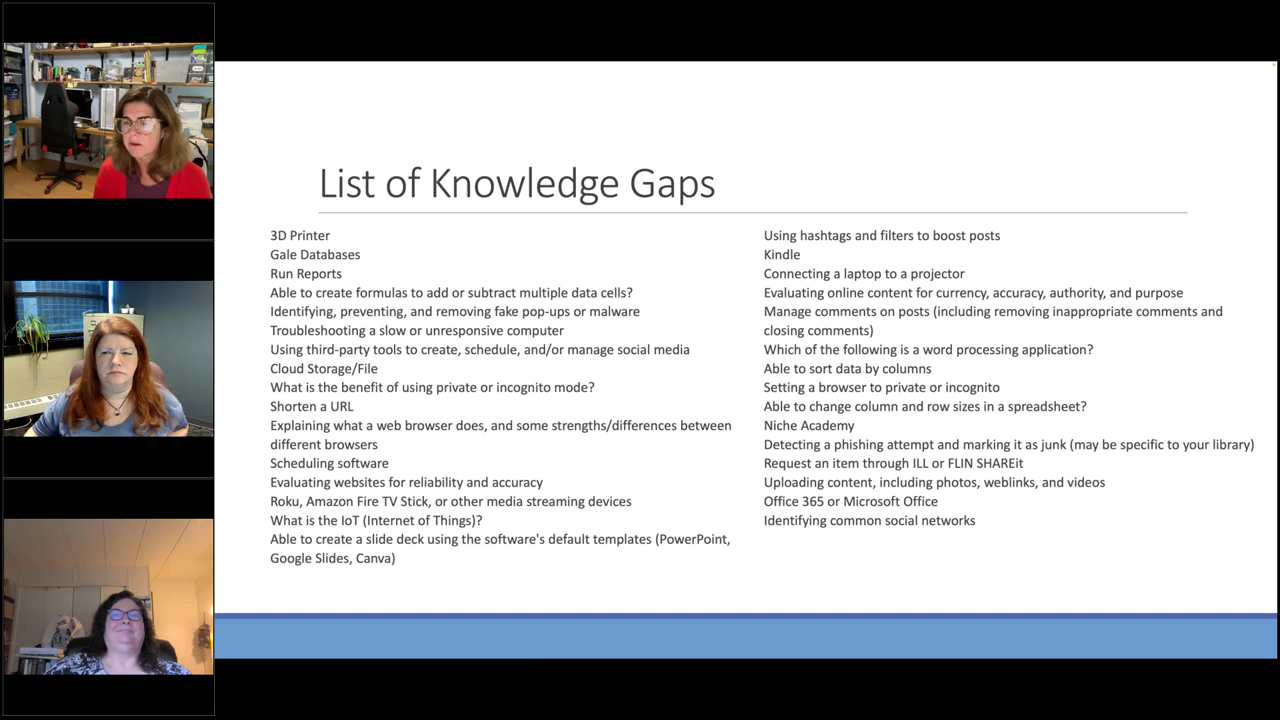 List of Knowledge Gaps
3D Printer
Gale Databases
Run Reports
Able to create formulas to add or subtract multiple data cells?
Identifying, preventing, and removing fake pop-ups or malware
Troubleshooting a slow or unresponsive computer
Using third-party tools to create, schedule, and/or manage social media
Cloud Storage/File
What is the benefit of using private or incognito mode?
Shorten a URL
Explaining what a web browser does, and some strengths/differences between
different browsers
Scheduling software
Evaluating websites for reliability and accuracy
Roku, Amazon Fire TV Stick, or other media streaming devices
What is the IoT (Internet of Things)?
Able to create a slide deck using the software's default templates (PowerPoint,
Google Slides, Canva)
Using hashtags and filters to boost posts
Kindle
Connecting a laptop to a projector
Evaluating online content for currency, accuracy, authority, and purpose
Manage comments on posts (including removing inappropriate comments and
closing comments)
Which of the following is a word processing application?
Able to sort data by columns
Setting a browser to private or incognito
Able to change column and row sizes in a spreadsheet?
Niche Academy
Detecting a phishing attempt and marking it as junk (may be specific to your library)
Request an item through ILL or FLIN SHAREit
Uploading content, including photos, weblinks, and videos
Office 365 or Microsoft Office
Identifying common social networks